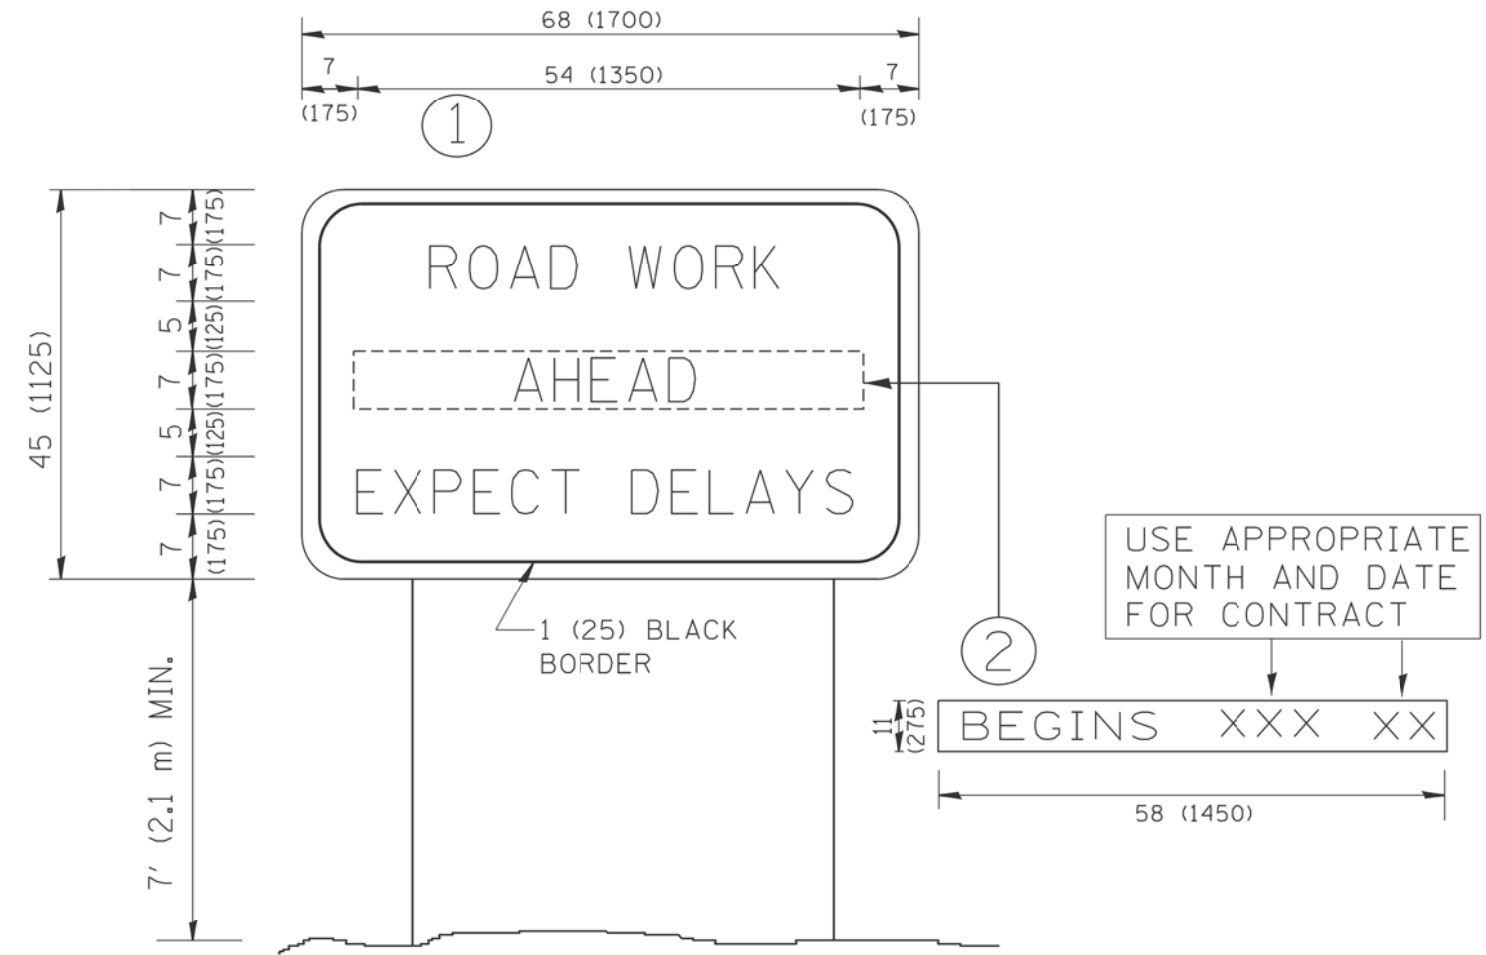 68 (1700)
7
54 (1350)
7
(175)
(175)
1
45 (1125)
7 (175)
7 (175)
5 (125)
7 (175)
5 (125)
7 (175)
7 (175)
ROAD WORK
AHEAD
EXPECT DELAYS
1 (25) BLACK
BORDER
7' (2.1 m) MIN.
2
USE APPROPRIATE
MONTH AND DATE
FOR CONTRACT
11
(275)
BEGINS XXX XX
58 (1450)